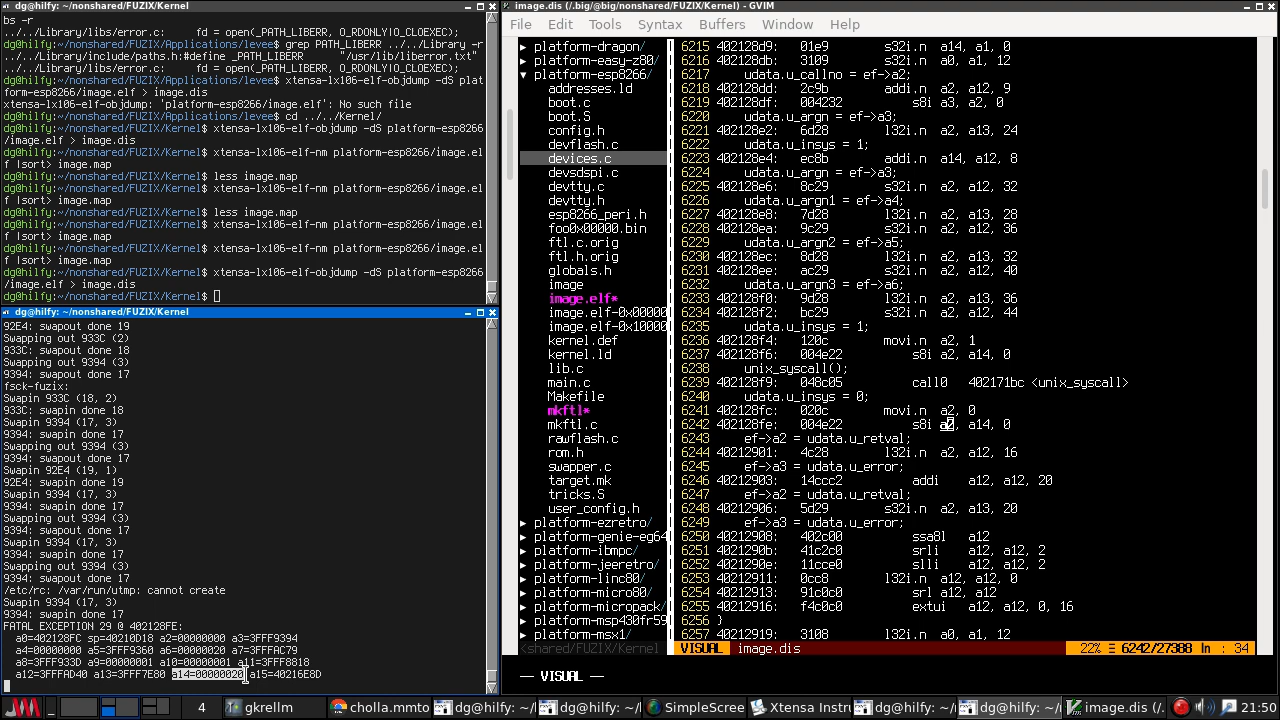 dg@hilfy: ~/nonshared/FUZIX/Kernel
bs -r
../../Library/libs/error.c:     fd = open(_PATH_LIBERR, O_RDONLY|O_CLOEXEC);
dg@hilfy:~/nonshared/FUZIX/Applications/levee$ grep PATH_LIBERR ../../Library -r
../../Library/include/paths.h:#define _PATH_LIBERR     "/usr/lib/liberror.txt"
../../Library/libs/error.c:     fd = open(_PATH_LIBERR, O_RDONLY|O_CLOEXEC);
dg@hilfy:~/nonshared/FUZIX/Applications/levee$ xtensa-lx106-elf-objdump -dS plat
form-esp8266/image.elf > image.dis
xtensa-lx106-elf-objdump: 'platform-esp8266/image.elf': No such file
dg@hilfy:~/nonshared/FUZIX/Applications/levee$ cd ../../Kernel/
dg@hilfy:~/nonshared/FUZIX/Kernel$ xtensa-lx106-elf-objdump -dS platform-esp8266
/image.elf > image.dis
dg@hilfy:~/nonshared/FUZIX/Kernel$ xtensa-lx106-elf-nm platform-esp8266/image.el
f |sort> image.map
dg@hilfy:~/nonshared/FUZIX/Kernel$ less image.map
dg@hilfy:~/nonshared/FUZIX/Kernel$ xtensa-lx106-elf-nm platform-esp8266/image.el
f |sort> image.map
dg@hilfy:~/nonshared/FUZIX/Kernel$ less image.map
dg@hilfy:~/nonshared/FUZIX/Kernel$ xtensa-lx106-elf-nm platform-esp8266/image.el
f |sort> image.map
dg@hilfy:~/nonshared/FUZIX/Kernel$ xtensa-lx106-elf-nm platform-esp8266/image.el
f |sort> image.map
dg@hilfy:~/nonshared/FUZIX/Kernel$ xtensa-lx106-elf-objdump -dS platform-esp8266
/image.elf > image.dis
dg@hilfy:~/nonshared/FUZIX/Kernel$
dg@hilfy: ~/nonshared/FUZIX/Kernel
92E4: swapout done 19
Swapping out 933C (2)
933C: swapout done 18
Swapping out 9394 (3)
9394: swapout done 17
fsck-fuzix:
Swapin 933C (18, 2)
933C: swapin done 18
Swapin 9394 (17, 3)
9394: swapin done 17
Swapping out 9394 (3)
9394: swapout done 17
Swapin 92E4 (19, 1)
92E4: swapin done 19
Swapin 9394 (17, 3)
9394: swapin done 17
Swapping out 9394 (3)
9394: swapout done 17
Swapin 9394 (17, 3)
9394: swapin done 17
Swapping out 9394 (3)
9394: swapout done 17
/etc/rc: /var/run/utmp: cannot create
Swapin 9394 (17, 3)
9394: swapin done 17
FATAL EXCEPTION 29 @ 402128FE:
a0=402128FC sp=40210D18 a2=00000000 a3=3FFF9394
a4=00000000 a5=3FFF9360 a6=00000020 a7=3FFFAC79
a8=3FFF933D a9=00000001 a10=00000001 a11=3FFF3818
a12=3FFFAD40 a13=3FFF7E80 a14=00000020 a15=40216E8D
image.dis (/.big/@big/nonshared/FUZIX/Kernel) - GVIM
File Edit Tools Syntax Buffers Window Help
platform-dragon/
platform-easy-z80/
platform-esp8266/
addresses.ld
boot.c
boot.S
config.h
devflash.c
devices.c
devsdspi.c
devtty.c
devtty.h
esp8266_peri.h
foo0x00000.bin
ftl.c.orig
ftl.h.orig
globals.h
image
image.elf*
image.elf-0x00000
image.elf-0x10000
kernel.def
kernel.ld
lib.c
main.c
Makefile
mkftl*
mkftl.c
rawflash.c
rom.h
swapper.c
target.mk
tricks.S
user_config.h
platform-ezretro/
platform-genie-eg64
platform-ibmpc/
platform-jeeretro/
platform-linc80/
platform-micro80/
platform-micropack/
platform-msp430fr59
platform-msx1/
<shared/FUZIX/Kernel
6215 402128d9:    01e9          s32i.n  a14, a1, 0
6216 402128db:    3109          s32i.n  a0, a1, 12
6217     udata.u_callno = ef->a2;
6218 402128dd:    2c9b          addi.n  a2, a12, 9
6219 402128df:    004232            s8i a3, a2, 0
6220     udata.u_argn = ef->a3;
6221 402128e2:    6d28          l32i.n  a2, a13, 24
6222     udata.u_insys = 1;
6223 402128e4:    ac8b          addi.n  a14, a12, 8
6224     udata.u_argn = ef->a3;
6225 402128e6:    8c29          s32i.n  a2, a12, 32
6226     udata.u_argn1 = ef->a4;
6227 402128e8:    7d28          l32i.n  a2, a13, 28
6228 402128ea:    9c29          s32i.n  a2, a12, 36
6229     udata.u_argn2 = ef->a5;
6230 402128ec:    8d28          l32i.n  a2, a13, 32
6231 402128ee:    ac29          s32i.n  a2, a12, 40
6232     udata.u_argn3 = ef->a6;
6233 402128f0:    9d28          l32i.n  a2, a13, 36
6234 402128f2:    bc29          s32i.n  a2, a12, 44
6235     udata.u_insys = 1;
6236 402128f4:    120c          movi.n  a2, 1
6237 402128f6:    004e22            s8i a2, a14, 0
6238     unix_syscall();
6239 402128f9:    048c05            call0   402171bc <unix_syscall>
6240     udata.u_insys = 0;
6241 402128fc:    020c          movi.n  a2, 0
6242 402128fe:    004e22            s8i a2, a14, 0
6243     ef->a2 = udata.u_retval;
6244 40212901:    4c28          l32i.n  a2, a12, 16
6245     ef->a3 = udata.u_error;
6246 40212903:    14ccc2            addi    a12, a12, 20
6247     ef->a2 = udata.u_retval;
6248 40212906:    5d29          s32i.n  a2, a13, 20
6249     ef->a3 = udata.u_error;
6250 40212908:    402c00            ssa8l   a12
6251 4021290b:    41c2c0            srli    a12, a12, 2
6252 4021290e:    11cce0            slli    a12, a12, 2
6253 40212911:    0cc8          l32i.n  a12, a12, 0
6254 40212913:    91c0c0            srl a12, a12
6255 40212916:    f4c0c0            extui   a12, a12, 0, 16
6256 }
6257 40212919:    3108          l32i.n  a0, a1, 12
VISUAL  image.dis  22% Ξ 6242/27388 ln : 34
-- VISUAL --
4  gkrellm  cholla.mmto  dg@hilfy: ~/  dg@hilfy: ~/  SimpleScree  Xtensa Instru  dg@hilfy: ~/  dg@hilfy: ~/  image.dis (/.  21:50